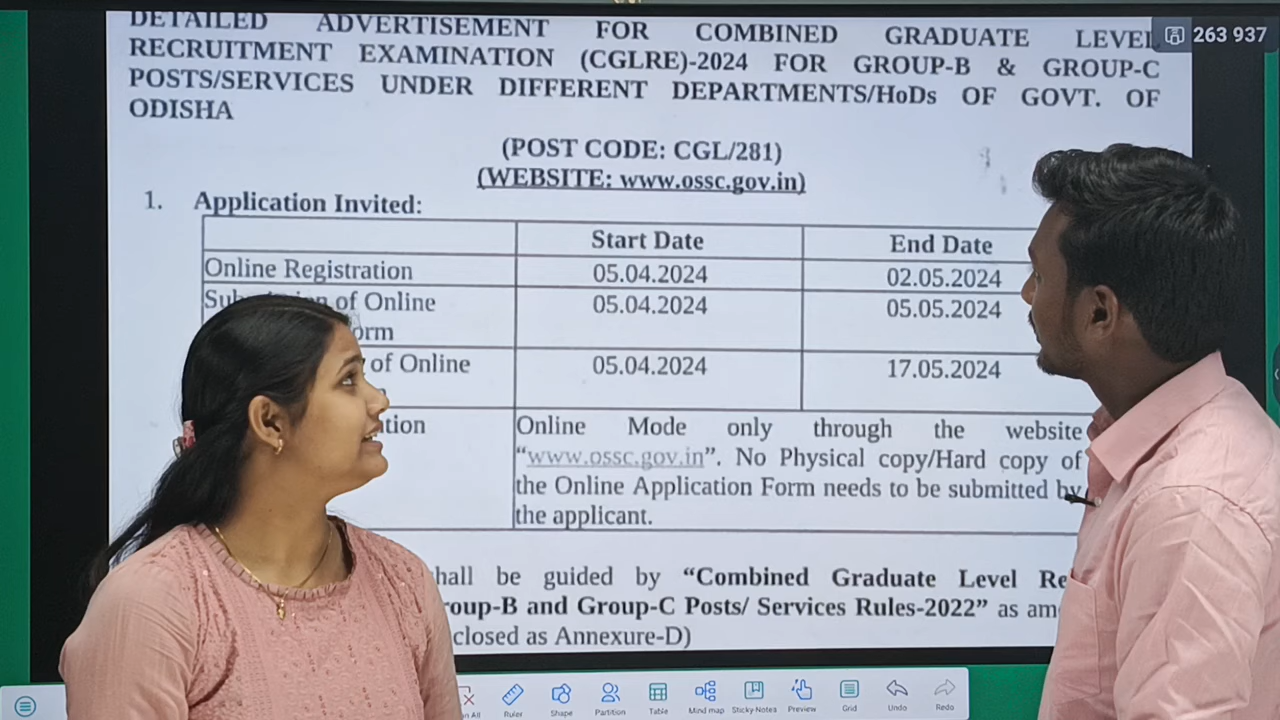 DETAILED ADVERTISEMENT FOR COMBINED GRADUATE LEVEL
RECRUITMENT EXAMINATION (CGLRE)-2024 FOR GROUP-B & GROUP-C
POSTS/SERVICES UNDER DIFFERENT DEPARTMENTS/HoDs OF GOVT. OF
ODISHA
263 937
(POST CODE: CGL/281)
(WEBSITE: www.ossc.gov.in)
1. Application Invited:
Start Date End Date
Online Registration 05.04.2024 02.05.2024
of Online 05.04.2024 05.05.2024
of Online 05.04.2024 17.05.2024
Online Mode only through the website
“www.ossc.gov.in”. No Physical copy/Hard copy of
the Online Application Form needs to be submitted by
the applicant.
be guided by “Combined Graduate Level
and Group-C Posts/ Services Rules-2022” as
as Annexure-D)
Ruler Shape Partition Table Mind map Sticky Notes Preview Grid Undo Redo